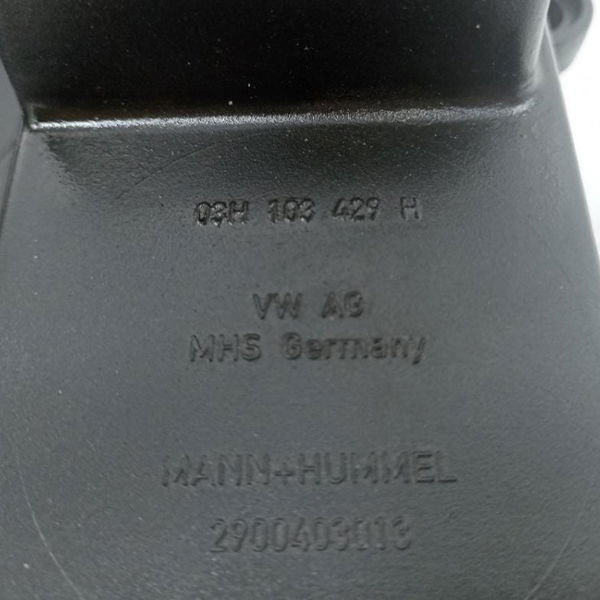 03H 103 429 H
VW AG
MHS Germany
MANN+HUMMEL
2900403013